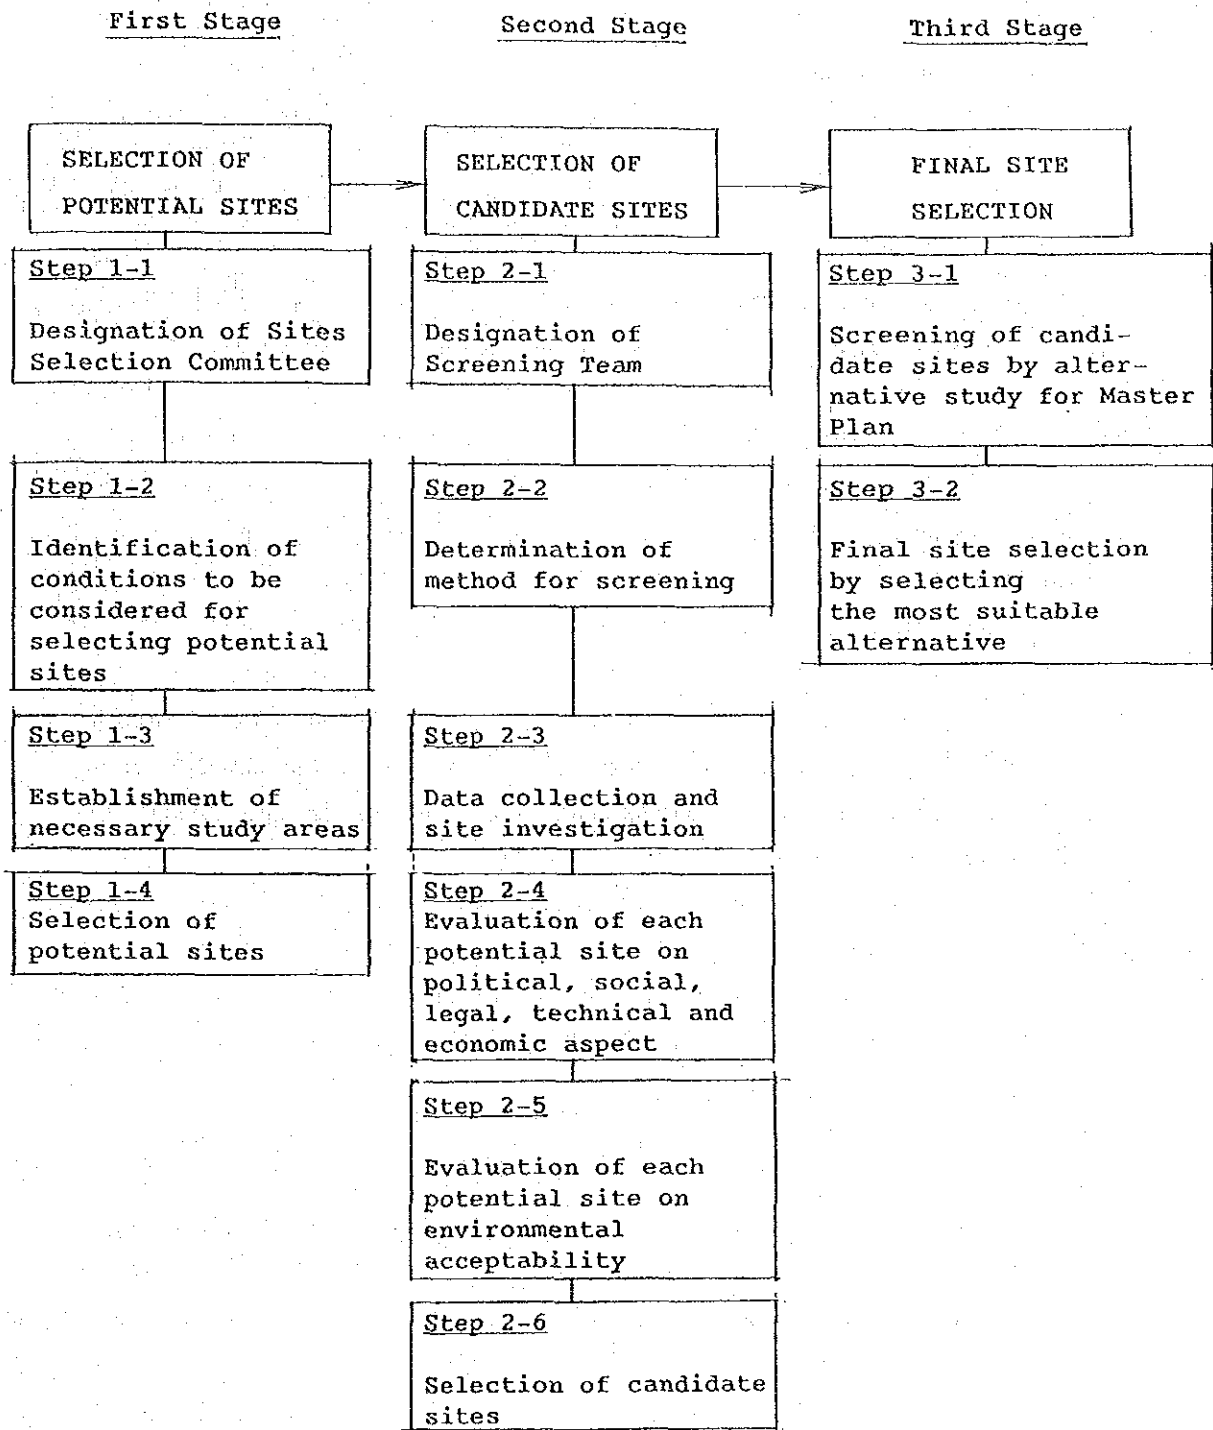 First Stage
Second Stage
Third Stage
SELECTION OF
POTENTIAL SITES
SELECTION OF
CANDIDATE SITES
FINAL SITE
SELECTION
Step 1-1
Designation of Sites
Selection Committee
Step 1-2
Identification of
conditions to be
considered for
selecting potential
sites
Step 1-3
Establishment of
necessary study areas
Step 1-4
Selection of
potential sites
Step 2-1
Designation of
Screening Team
Step 2-2
Determination of
method for screening
Step 2-3
Data collection and
site investigation
Step 2-4
Evaluation of each
potential site on
political, social,
legal, technical and
economic aspect
Step 2-5
Evaluation of each
potential site on
environmental
acceptability
Step 2-6
Selection of candidate
sites
Step 3-1
Screening of candi-
date sites by alter-
native study for Master
Plan
Step 3-2
Final site selection
by selecting
the most suitable
alternative